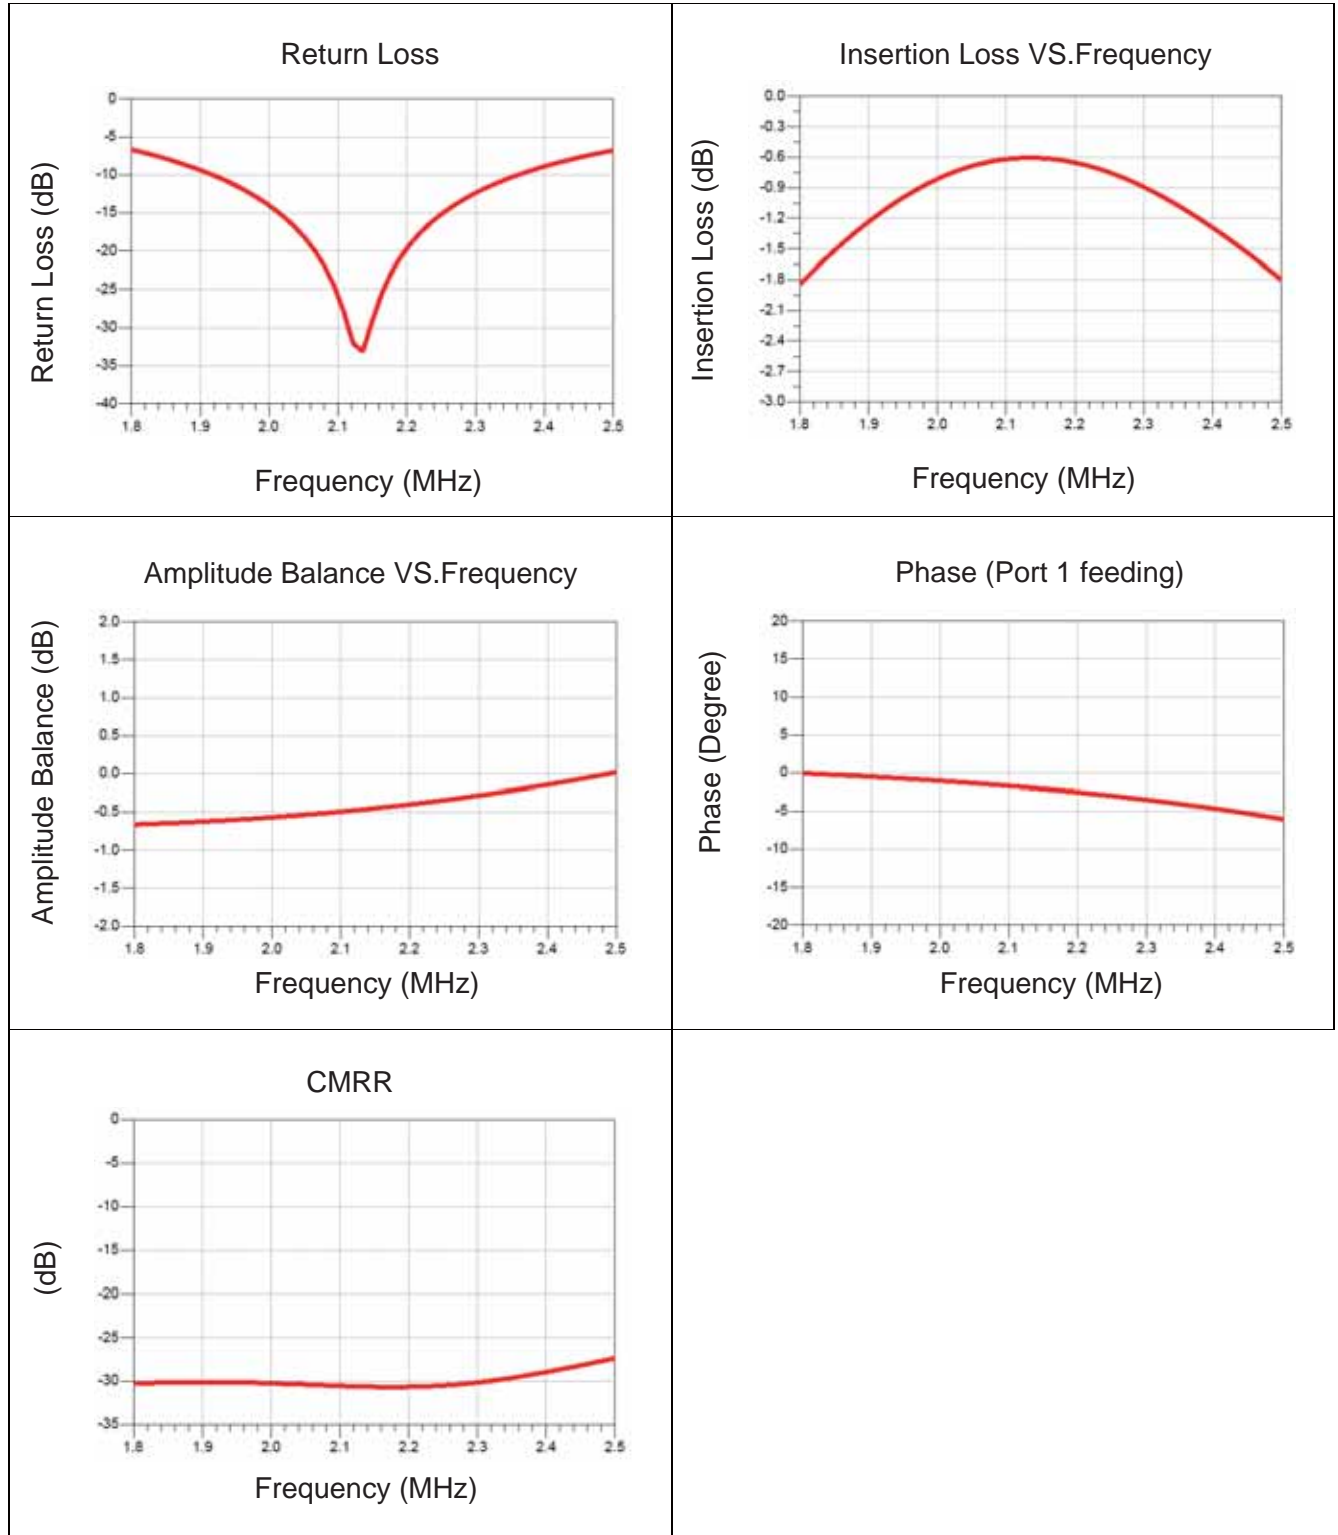 Return Loss
Return Loss (dB)
0
-5
-10
-15
-20
-25
-30
-35
-40
1.8 1.9 2.0 2.1 2.2 2.3 2.4 2.5
Frequency (MHz)
Insertion Loss VS.Frequency
Insertion Loss (dB)
0.0
-0.3
-0.6
-0.9
-1.2
-1.5
-1.8
-2.1
-2.4
-2.7
-3.0
1.8 1.9 2.0 2.1 2.2 2.3 2.4 2.5
Frequency (MHz)
Amplitude Balance VS.Frequency
Amplitude Balance (dB)
2.0
1.5
1.0
0.5
0.0
-0.5
-1.0
-1.5
-2.0
1.8 1.9 2.0 2.1 2.2 2.3 2.4 2.5
Frequency (MHz)
Phase (Port 1 feeding)
Phase (Degree)
20
15
10
5
0
-5
-10
-15
-20
1.8 1.9 2.0 2.1 2.2 2.3 2.4 2.5
Frequency (MHz)
CMRR
(dB)
0
-5
-10
-15
-20
-25
-30
-35
1.8 1.9 2.0 2.1 2.2 2.3 2.4 2.5
Frequency (MHz)